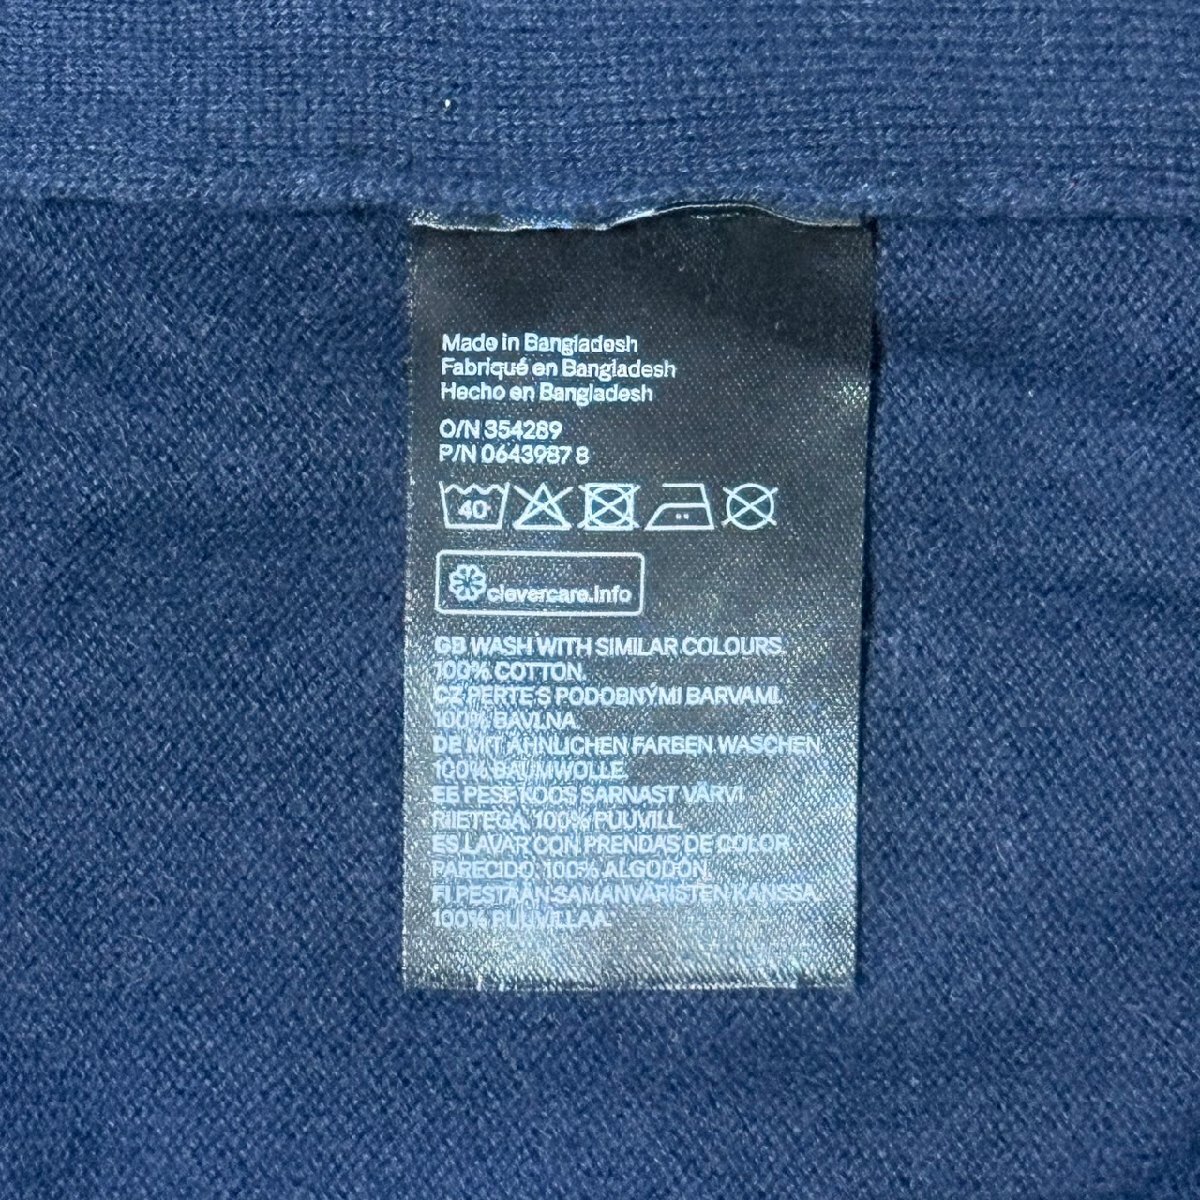 Made in Bangladesh
Fabriqué en Bangladesh
Hecho en Bangladesh
O/N 354289
P/N 0643987 8
40
clevercare.info
GB WASH WITH SIMILAR COLOURS.
100% COTTON.
CZ PERTE S PODOBNÝMI BARVAMI.
100% BAVLNA.
DE MIT ÄHNLICHEN FARBEN WASCHEN.
100% BAUMWOLLE.
EE PESE KOOS SARNAST VÄRVI
RIIETEGA. 100% PUUVILL.
ES LAVAR CON PRENDAS DE COLOR
PARECIDO. 100% ALGODÓN.
FI PESTÄÄN SAMANVÄRISTEN KANSSA.
100% PUUVILLAA.